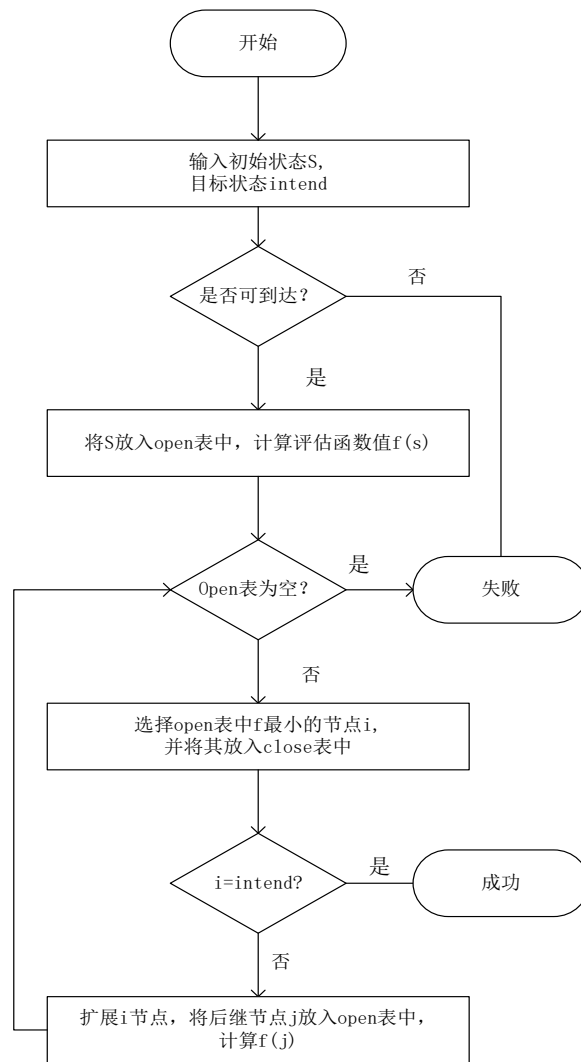 开始
输入初始状态S,
目标状态intend
是否可到达？
否
是
将S放入open表中，计算评估函数值f(s)
Open表为空？
是
失败
否
选择open表中f最小的节点i,
并将其放入close表中
i=intend?
是
成功
否
扩展i节点，将后继节点j放入open表中，
计算f(j)